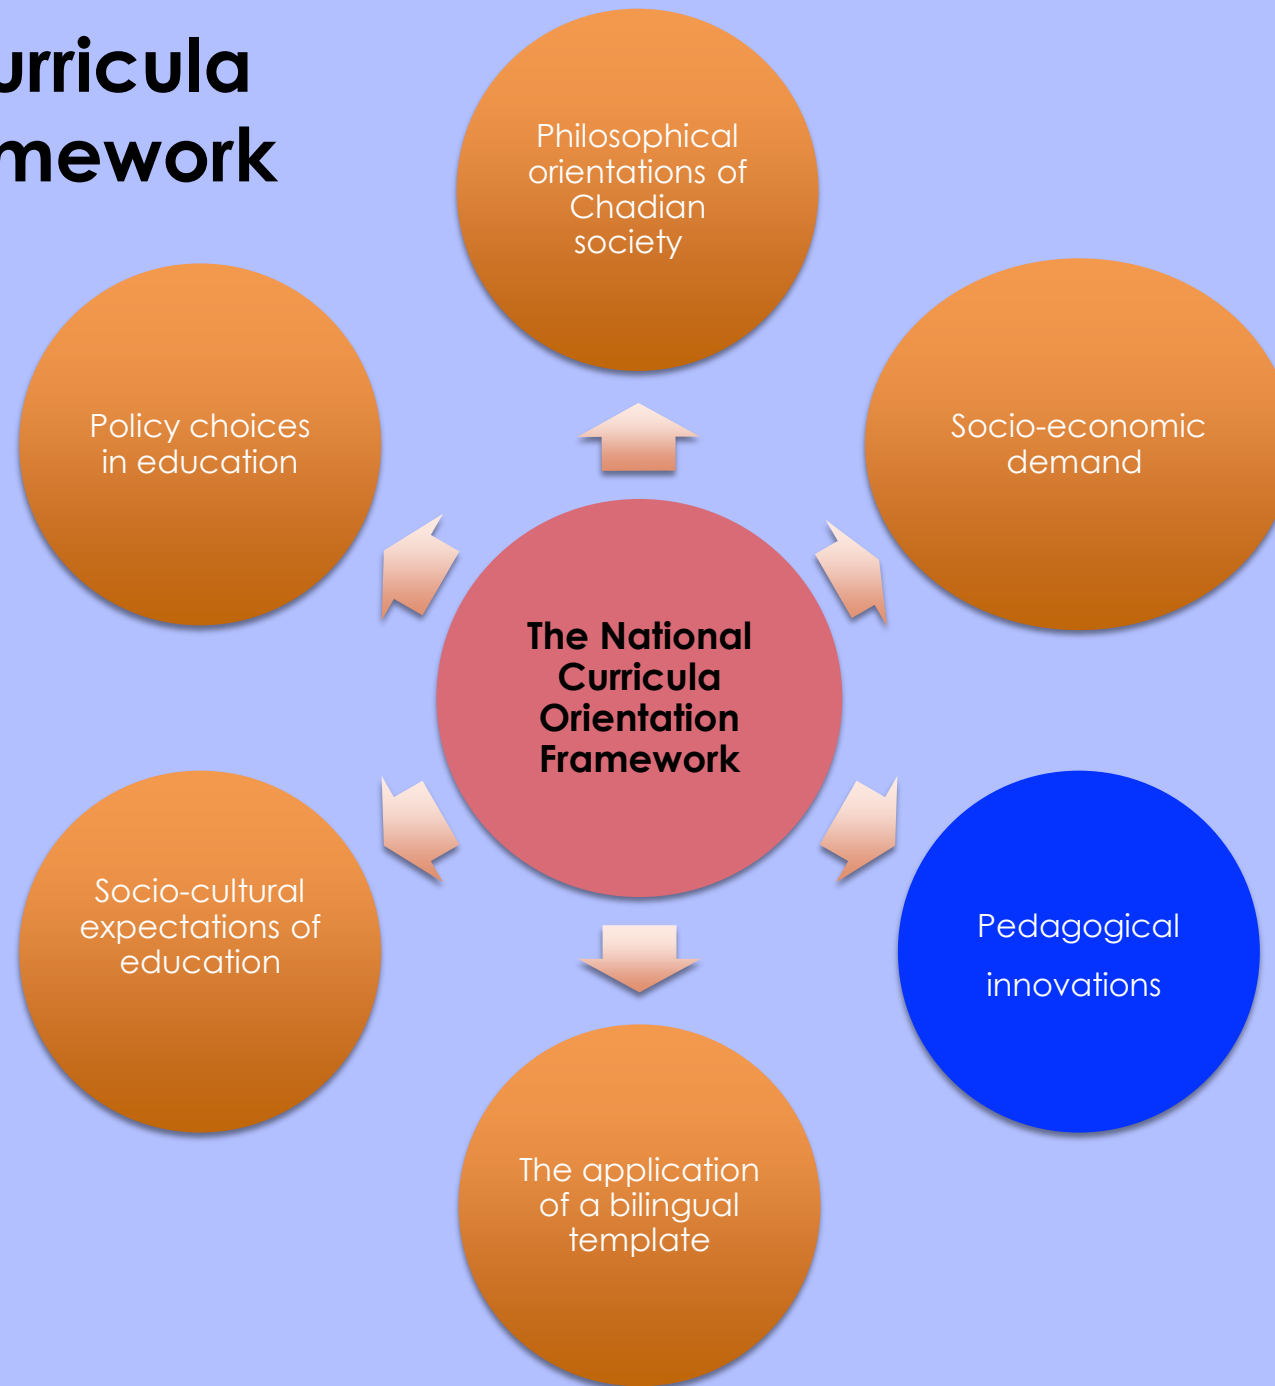 urricula
mework
Philosophical
orientations of
Chadian
society
Policy choices
in education
Socio-economic
demand
The National
Curricula
Orientation
Framework
Socio-cultural
expectations of
education
Pedagogical
innovations
The application
of a bilingual
template